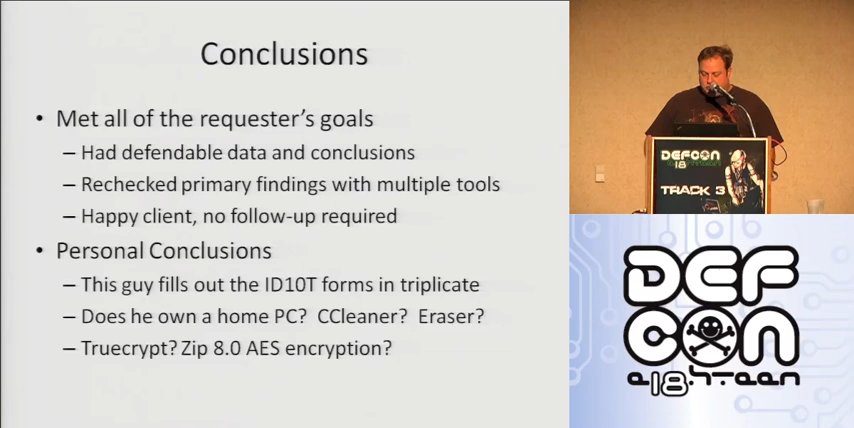 Conclusions
• Met all of the requester's goals
– Had defendable data and conclusions
– Rechecked primary findings with multiple tools
– Happy client, no follow-up required
• Personal Conclusions
– This guy fills out the ID10T forms in triplicate
– Does he own a home PC? CCleaner? Eraser?
– Truecrypt? Zip 8.0 AES encryption?
DEFCON
18
TRACK 3
DEF
CON
e18hteen